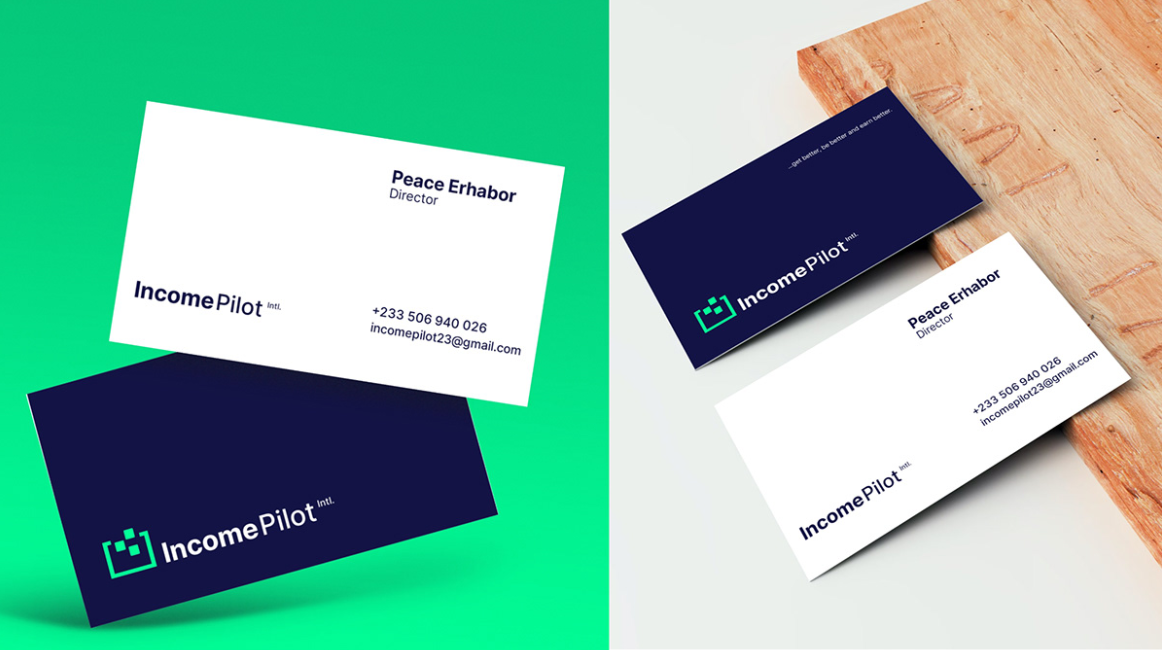 Peace Erhabor
Director
IncomePilot Intl.
+233 506 940 026
incomepilot23@gmail.com
IncomePilot Intl.
...get better, be better and earn better.
IncomePilot Intl.
Peace Erhabor
Director
+233 506 940 026
incomepilot23@gmail.com
IncomePilot Intl.